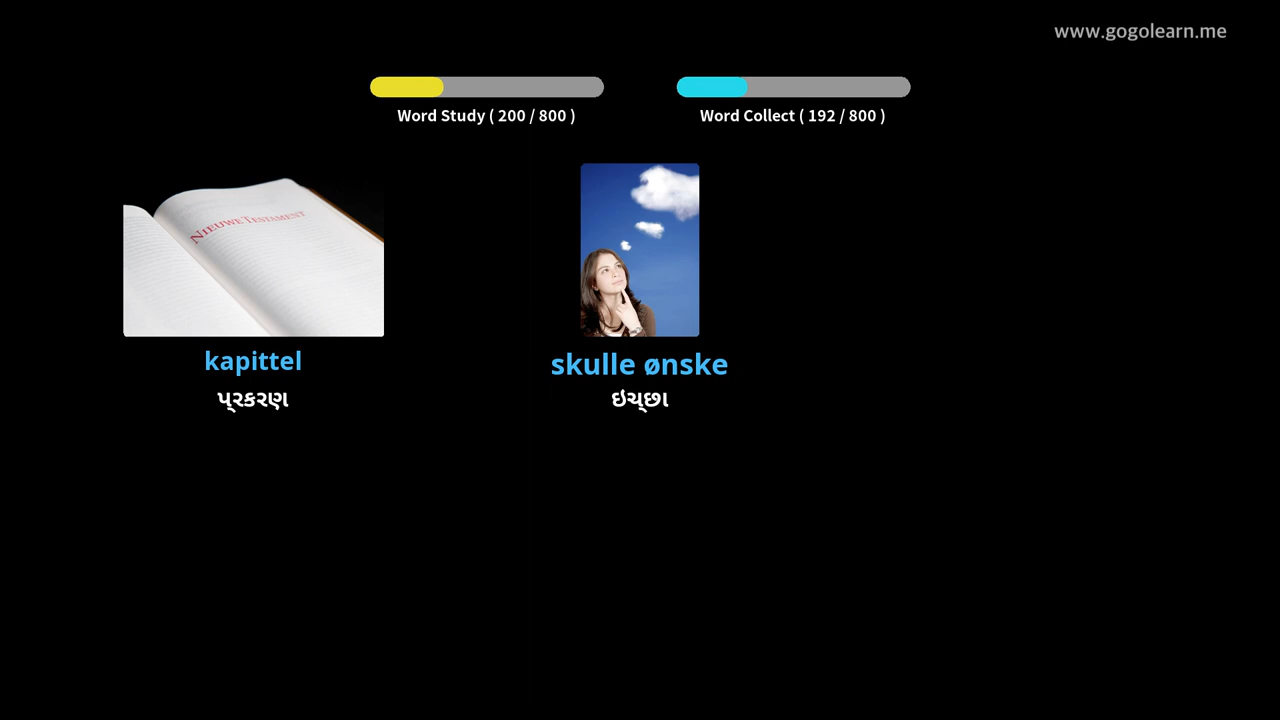 www.gogolearn.me
Word Study ( 200 / 800 )
Word Collect ( 192 / 800 )
NIEUWE TESTAMENT
kapittel
skulle ønske
પ્રકરણ
ઇચ્છા